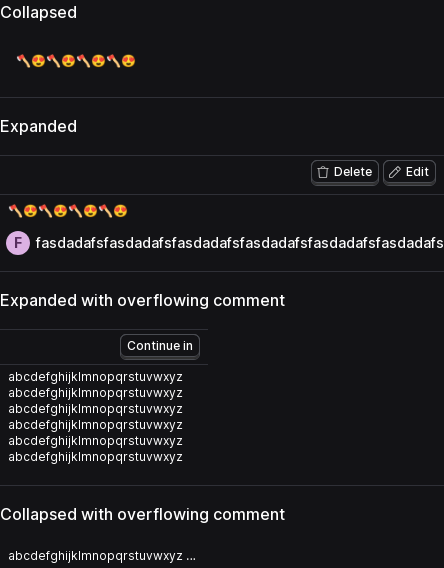 Collapsed
🪓😍🪓😍🪓😍🪓😍
Expanded
Delete Edit
🪓😍🪓😍🪓😍🪓😍
F fasdadafsfasdadafsfasdadafsfasdadafsfasdadafsfasdadafs
Expanded with overflowing comment
Continue in
abcdefghijklmnopqrstuvwxyz
abcdefghijklmnopqrstuvwxyz
abcdefghijklmnopqrstuvwxyz
abcdefghijklmnopqrstuvwxyz
abcdefghijklmnopqrstuvwxyz
abcdefghijklmnopqrstuvwxyz
Collapsed with overflowing comment
abcdefghijklmnopqrstuvwxyz ...